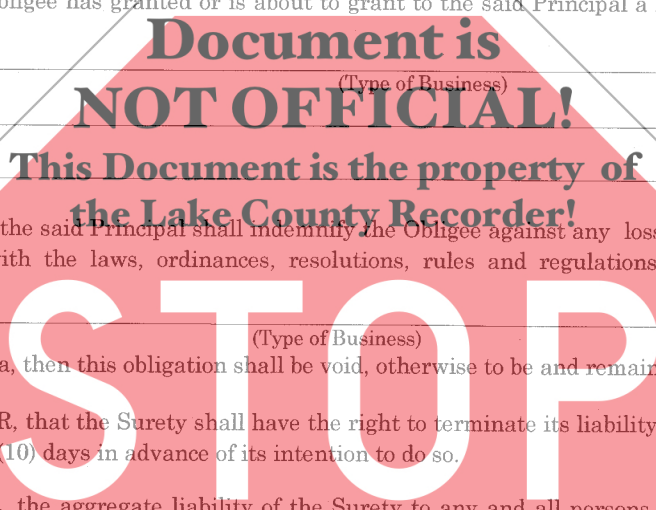 obligee has granted or is about to grant to the said Principal a
Document is
(Type of Business)
NOT OFFICIAL!
This Document is the property of
the Lake County Recorder!
the said Principal shall indemnify the Obligee against any loss
with the laws, ordinances, resolutions, rules and regulations
STOP
(Type of Business)
a, then this obligation shall be void, otherwise to be and remain
R, that the Surety shall have the right to terminate its liability
(10) days in advance of its intention to do so.
the aggregate liability of the Surety to any and all persons